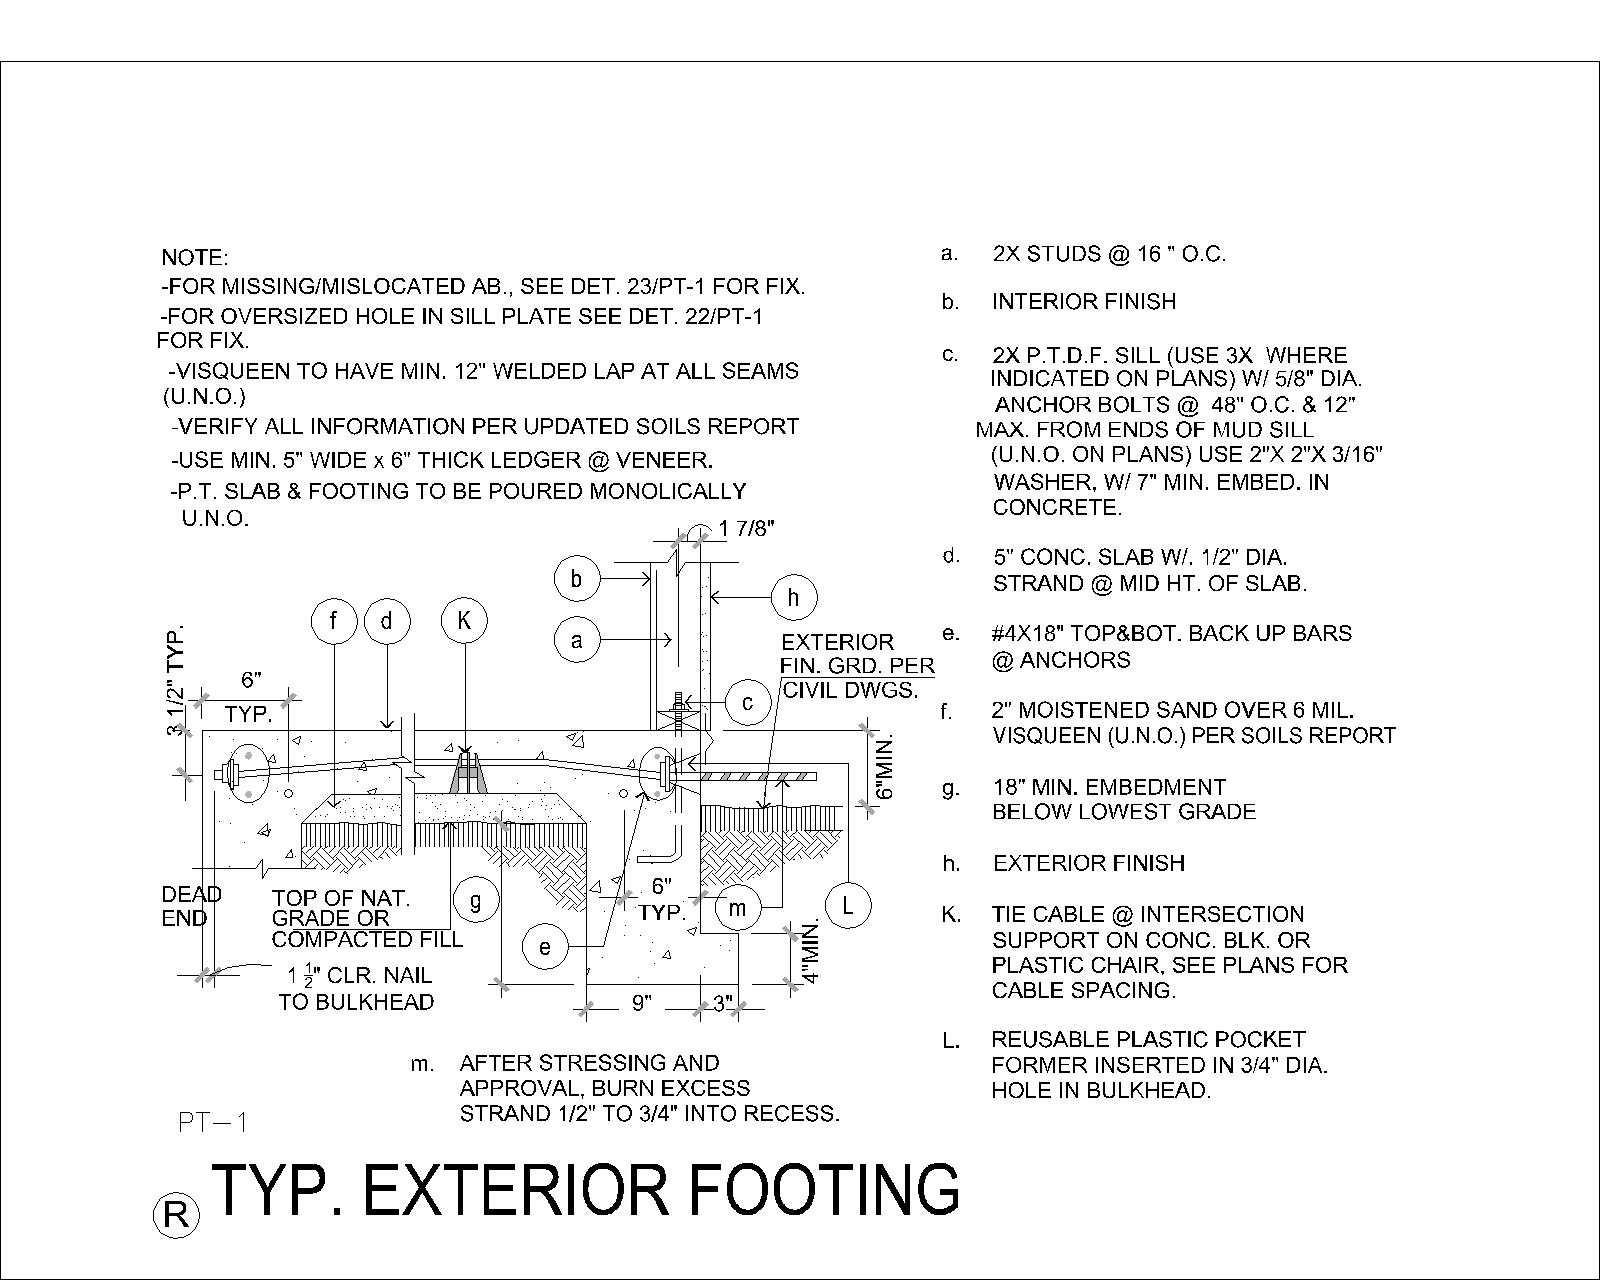 NOTE:
-FOR MISSING/MISLOCATED AB., SEE DET. 23/PT-1 FOR FIX.
-FOR OVERSIZED HOLE IN SILL PLATE SEE DET. 22/PT-1
FOR FIX.
-VISQUEEN TO HAVE MIN. 12" WELDED LAP AT ALL SEAMS
(U.N.O.)
-VERIFY ALL INFORMATION PER UPDATED SOILS REPORT
-USE MIN. 5" WIDE x 6" THICK LEDGER @ VENEER.
-P.T. SLAB & FOOTING TO BE POURED MONOLICALLY
U.N.O.
1 7/8"
b
h
f
d
K
a
EXTERIOR
FIN. GRD. PER
CIVIL DWGS.
3 1/2" TYP.
6"
TYP.
c
6"MIN.
DEAD
END
TOP OF NAT.
GRADE OR
COMPACTED FILL
g
6"
TYP.
m
L
e
4"MIN.
1 1/2" CLR. NAIL
TO BULKHEAD
9"
3"
a. 2X STUDS @ 16 " O.C.
b. INTERIOR FINISH
c. 2X P.T.D.F. SILL (USE 3X WHERE
INDICATED ON PLANS) W/ 5/8" DIA.
ANCHOR BOLTS @ 48" O.C. & 12"
MAX. FROM ENDS OF MUD SILL
(U.N.O. ON PLANS) USE 2"X 2"X 3/16"
WASHER, W/ 7" MIN. EMBED. IN
CONCRETE.
d. 5" CONC. SLAB W/. 1/2" DIA.
STRAND @ MID HT. OF SLAB.
e. #4X18" TOP&BOT. BACK UP BARS
@ ANCHORS
f. 2" MOISTENED SAND OVER 6 MIL.
VISQUEEN (U.N.O.) PER SOILS REPORT
g. 18" MIN. EMBEDMENT
BELOW LOWEST GRADE
h. EXTERIOR FINISH
K. TIE CABLE @ INTERSECTION
SUPPORT ON CONC. BLK. OR
PLASTIC CHAIR, SEE PLANS FOR
CABLE SPACING.
L. REUSABLE PLASTIC POCKET
FORMER INSERTED IN 3/4" DIA.
HOLE IN BULKHEAD.
m. AFTER STRESSING AND
APPROVAL, BURN EXCESS
STRAND 1/2" TO 3/4" INTO RECESS.
PT-1
R TYP. EXTERIOR FOOTING